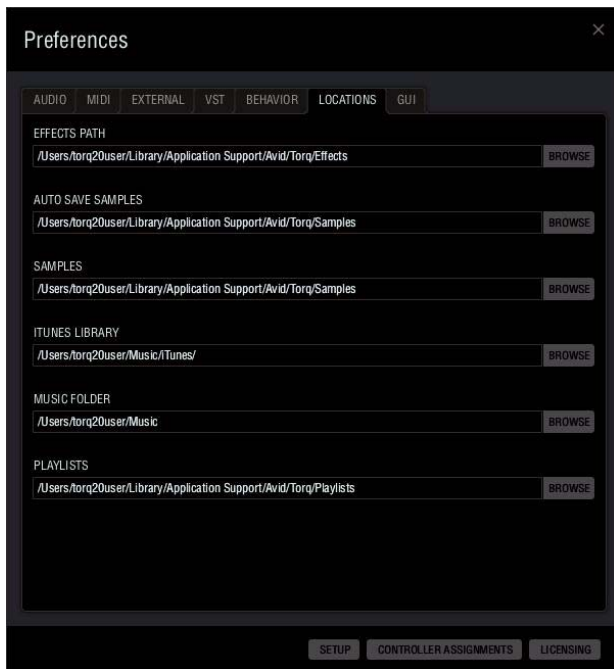 Preferences
AUDIO MIDI EXTERNAL VST BEHAVIOR LOCATIONS GUI
EFFECTS PATH
/Users/torq20user/Library/Application Support/Avid/Torq/Effects BROWSE
AUTO SAVE SAMPLES
/Users/torq20user/Library/Application Support/Avid/Torq/Samples BROWSE
SAMPLES
/Users/torq20user/Library/Application Support/Avid/Torq/Samples BROWSE
ITUNES LIBRARY
/Users/torq20user/Music/iTunes/ BROWSE
MUSIC FOLDER
/Users/torq20user/Music BROWSE
PLAYLISTS
/Users/torq20user/Library/Application Support/Avid/Torq/Playlists BROWSE
SETUP CONTROLLER ASSIGNMENTS LICENSING